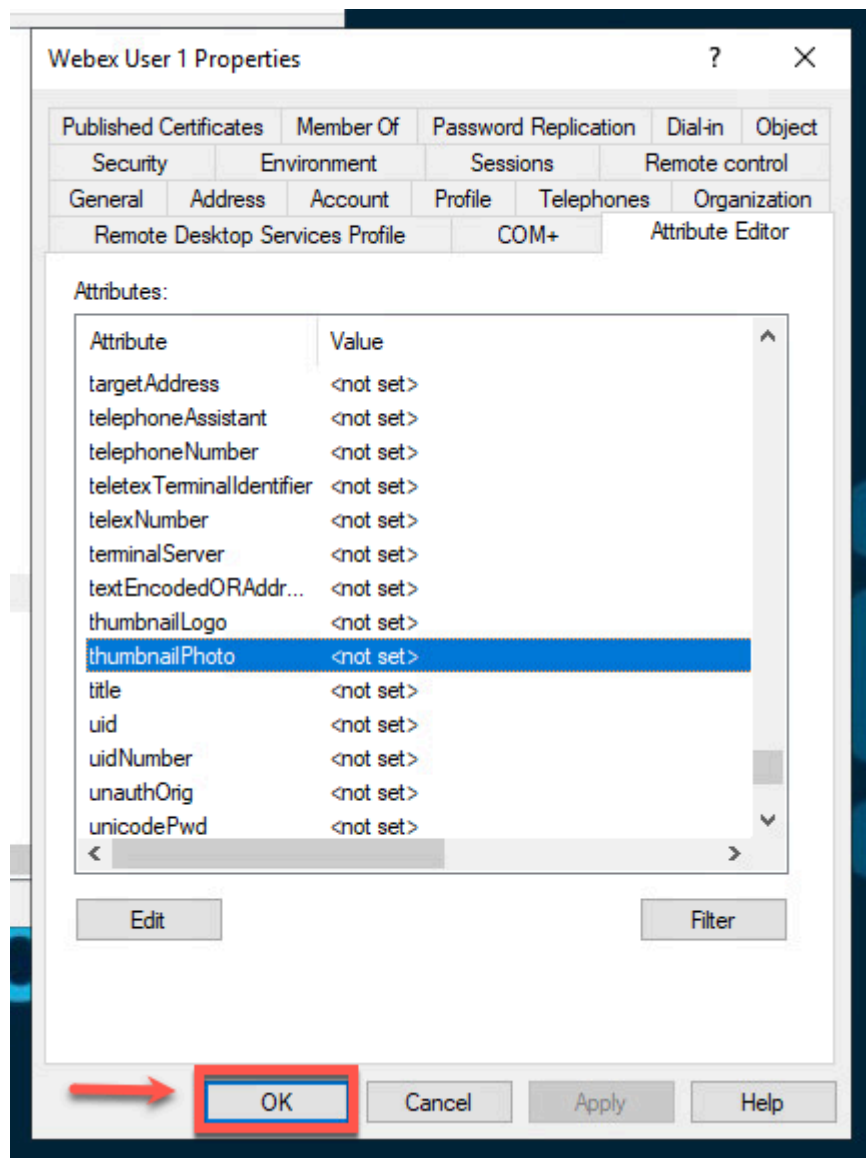 Webex User 1 Properties ?
Published Certificates Member Of Password Replication Dial-in Object
Security Environment Sessions Remote control
General Address Account Profile Telephones Organization
Remote Desktop Services Profile COM+ Attribute Editor
Attributes:
Attribute Value
targetAddress <not set>
telephoneAssistant <not set>
telephoneNumber <not set>
teletexTerminalIdentifier <not set>
telexNumber <not set>
terminalServer <not set>
textEncodedORAddr... <not set>
thumbnailLogo <not set>
thumbnailPhoto <not set>
title <not set>
uid <not set>
uidNumber <not set>
unauthOrig <not set>
unicodePwd <not set>
Edit Filter
OK Cancel Apply Help